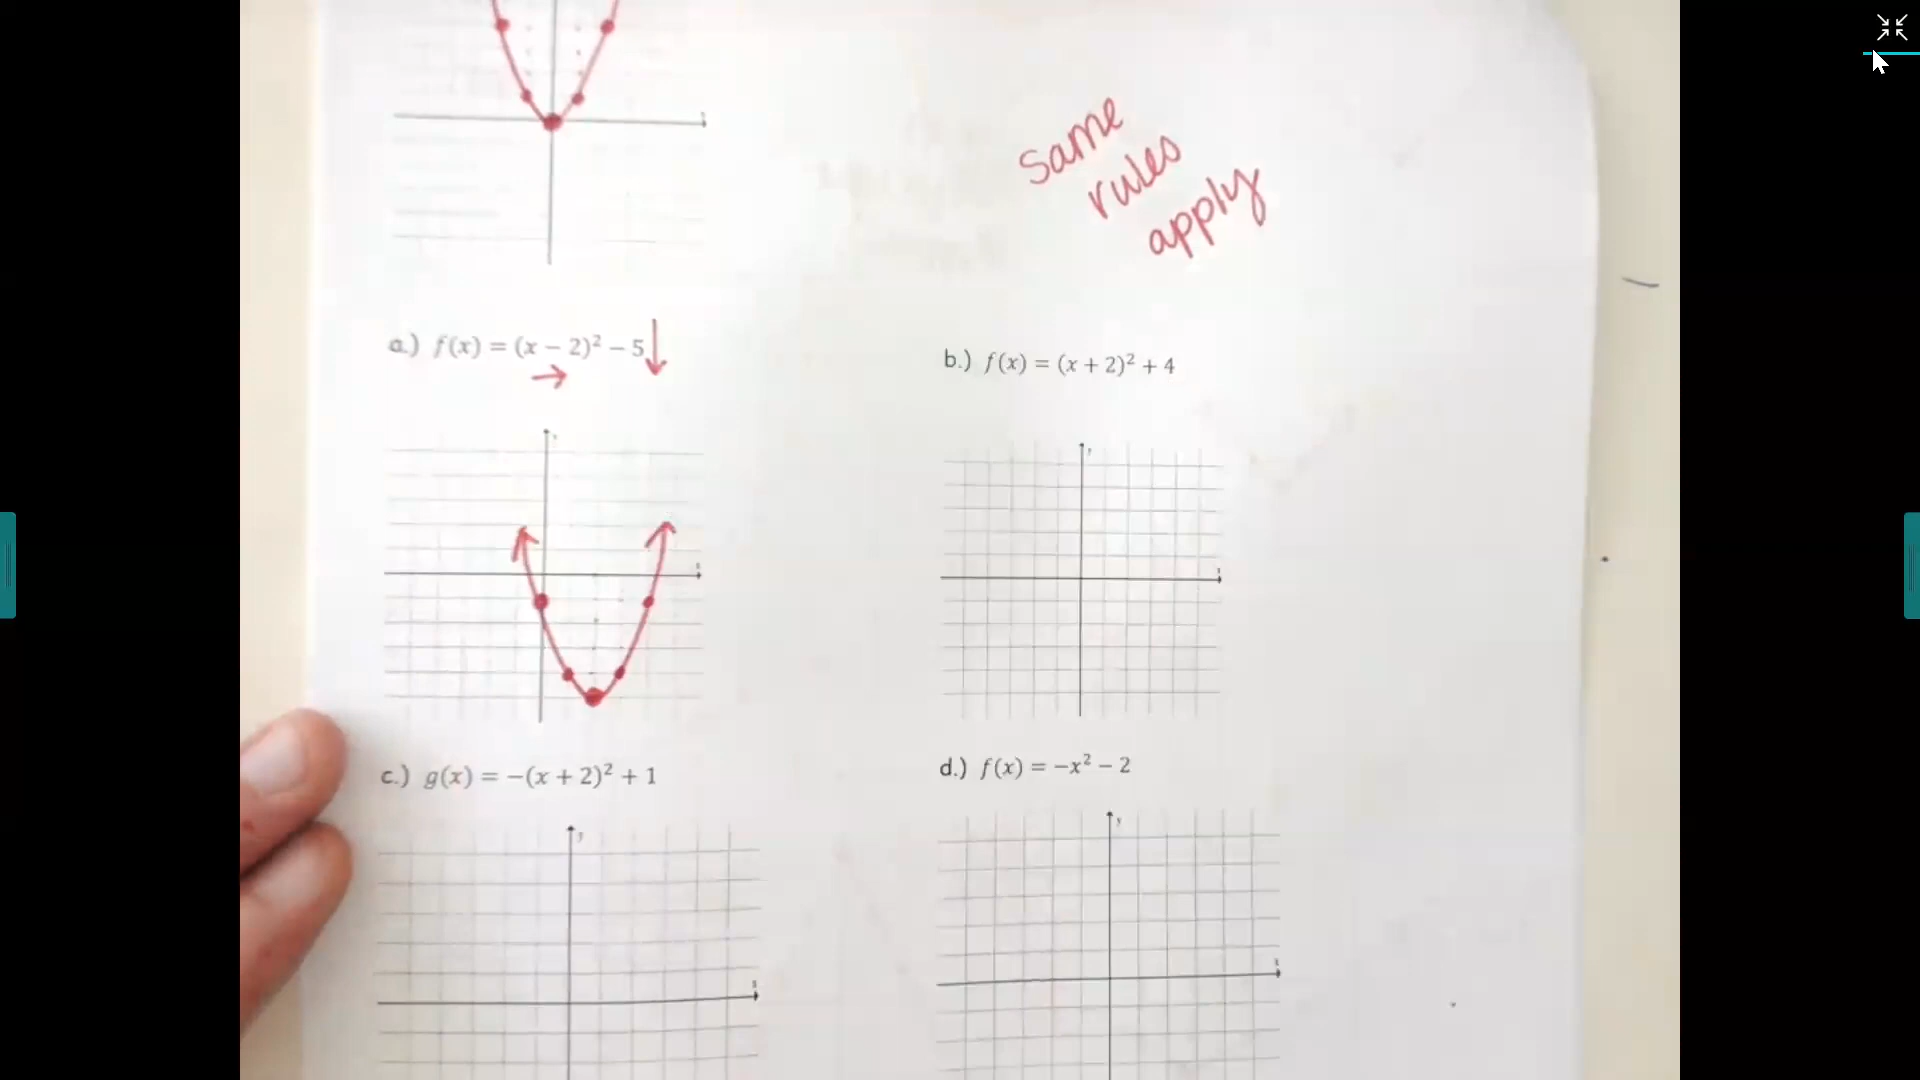 same
rules
apply
a.) f(x) = (x − 2)² − 5
b.) f(x) = (x + 2)² + 4
y
c.) g(x) = −(x + 2)² + 1
d.) f(x) = −x² − 2
y
y
x
x